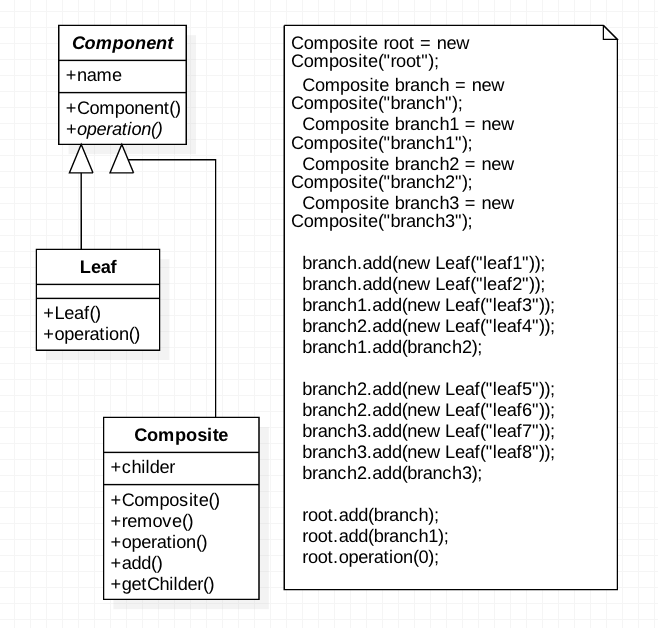 Component
+name
+Component()
+operation()
Leaf
+Leaf()
+operation()
Composite
+childer
+Composite()
+remove()
+operation()
+add()
+getChilder()
Composite root = new
Composite("root");
Composite branch = new
Composite("branch");
Composite branch1 = new
Composite("branch1");
Composite branch2 = new
Composite("branch2");
Composite branch3 = new
Composite("branch3");
branch.add(new Leaf("leaf1"));
branch.add(new Leaf("leaf2"));
branch1.add(new Leaf("leaf3"));
branch2.add(new Leaf("leaf4"));
branch1.add(branch2);
branch2.add(new Leaf("leaf5"));
branch2.add(new Leaf("leaf6"));
branch3.add(new Leaf("leaf7"));
branch3.add(new Leaf("leaf8"));
branch2.add(branch3);
root.add(branch);
root.add(branch1);
root.operation(0);